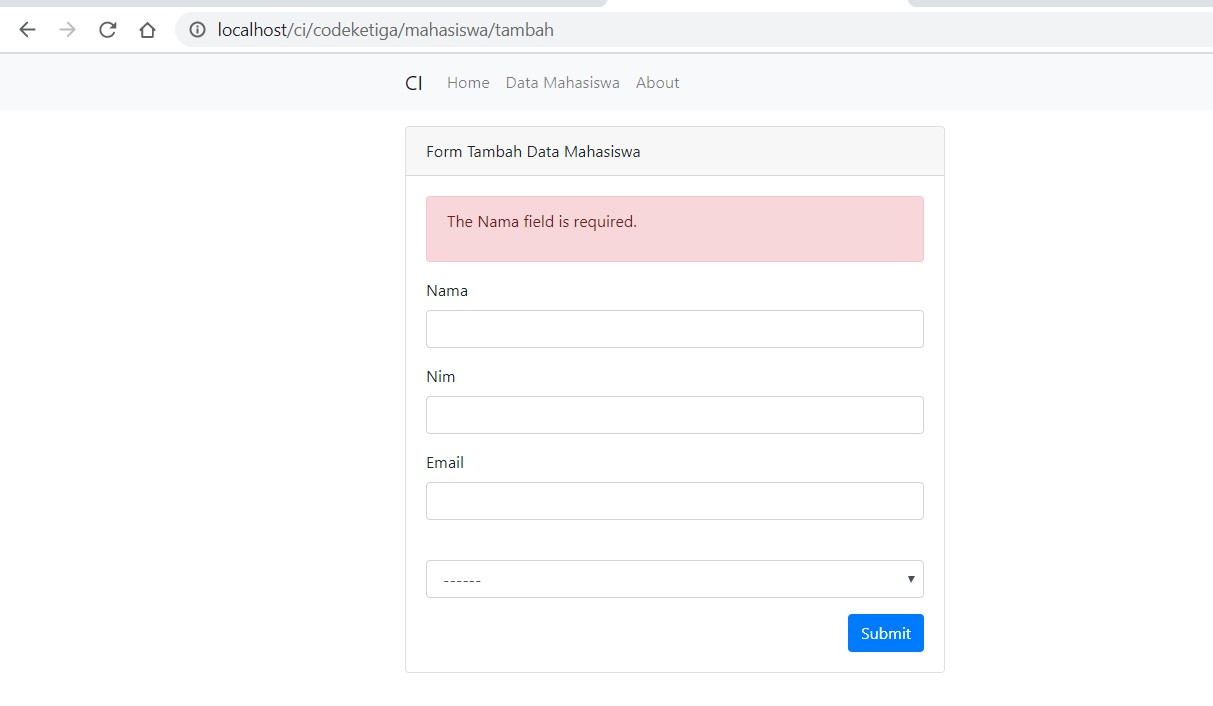 localhost/ci/codeketiga/mahasiswa/tambah
CI Home Data Mahasiswa About
Form Tambah Data Mahasiswa
The Nama field is required.
Nama
Nim
Email
------
Submit